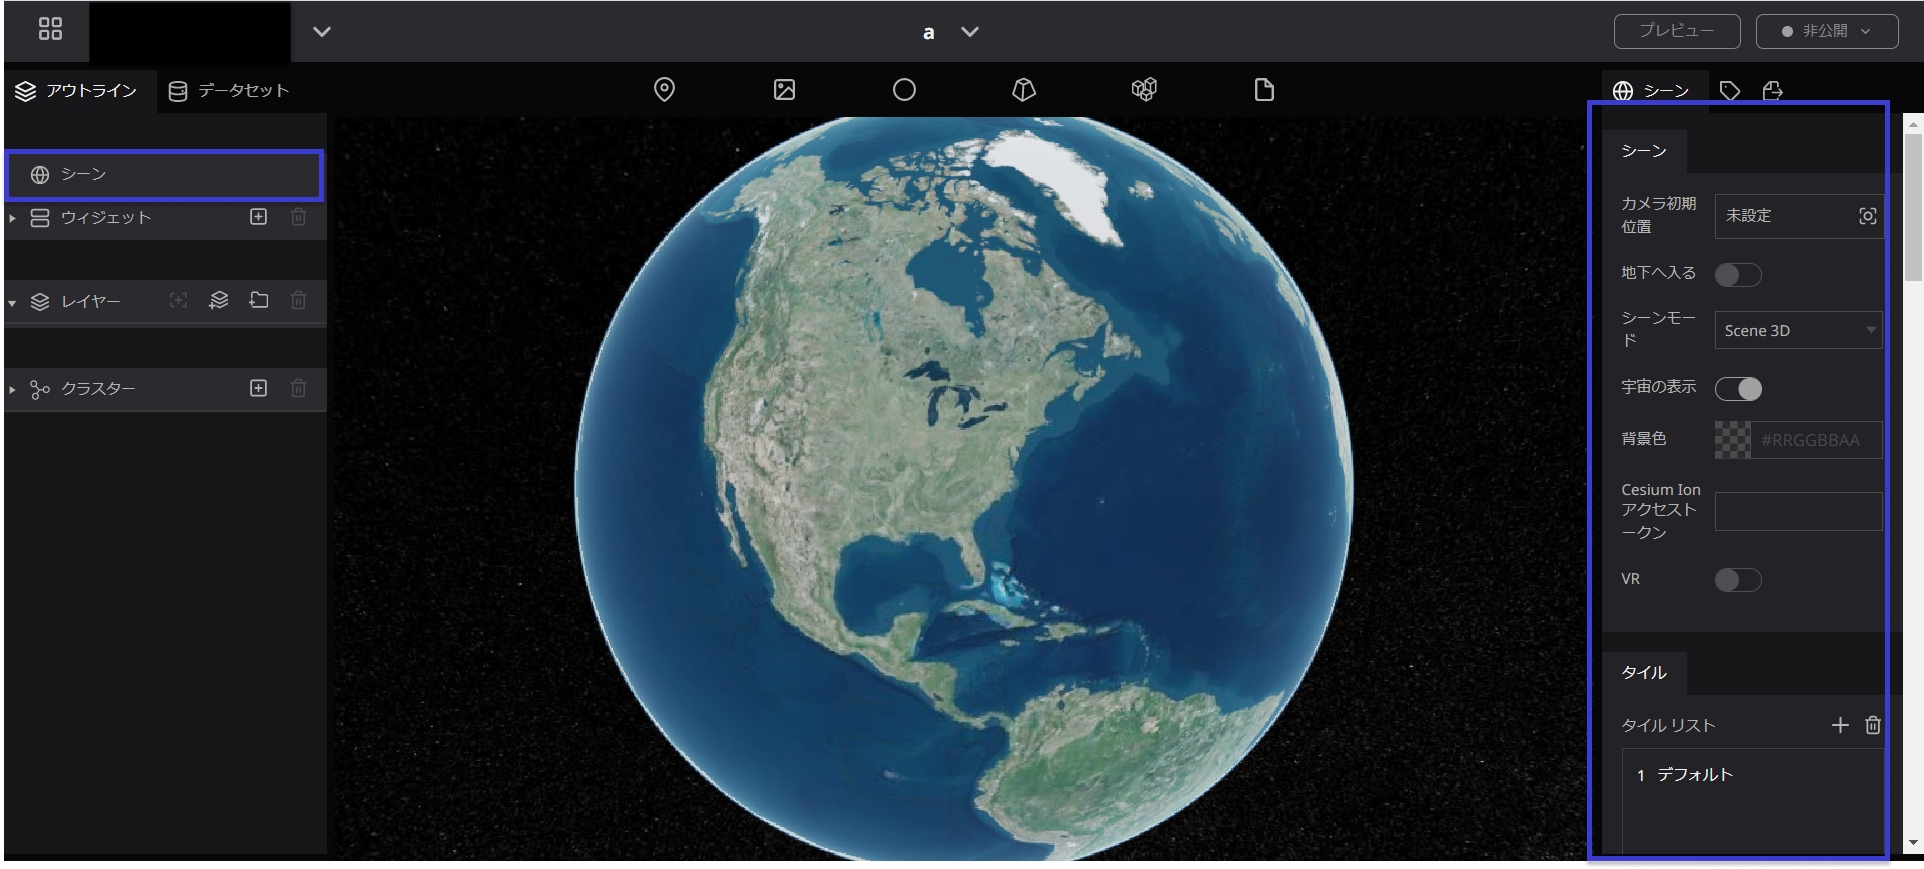 a
プレビュー
非公開
アウトライン
データセット
シーン
シーン
ウィジェット
レイヤー
クラスター
シーン
カメラ初期
位置
未設定
地下へ入る
シーンモー
ド
Scene 3D
宇宙の表示
背景色
#RRGGBBAA
Cesium Ion
アクセスト
ークン
VR
タイル
タイル リスト
1 デフォルト